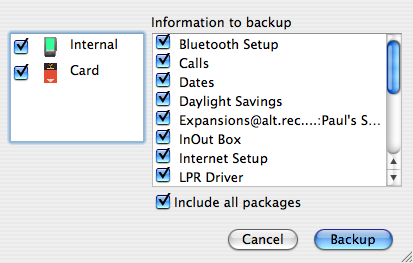 Information to backup
Internal
Card
Bluetooth Setup
Calls
Dates
Daylight Savings
Expansions@alt.rec....:Paul's S...
InOut Box
Internet Setup
LPR Driver
Include all packages
Cancel
Backup